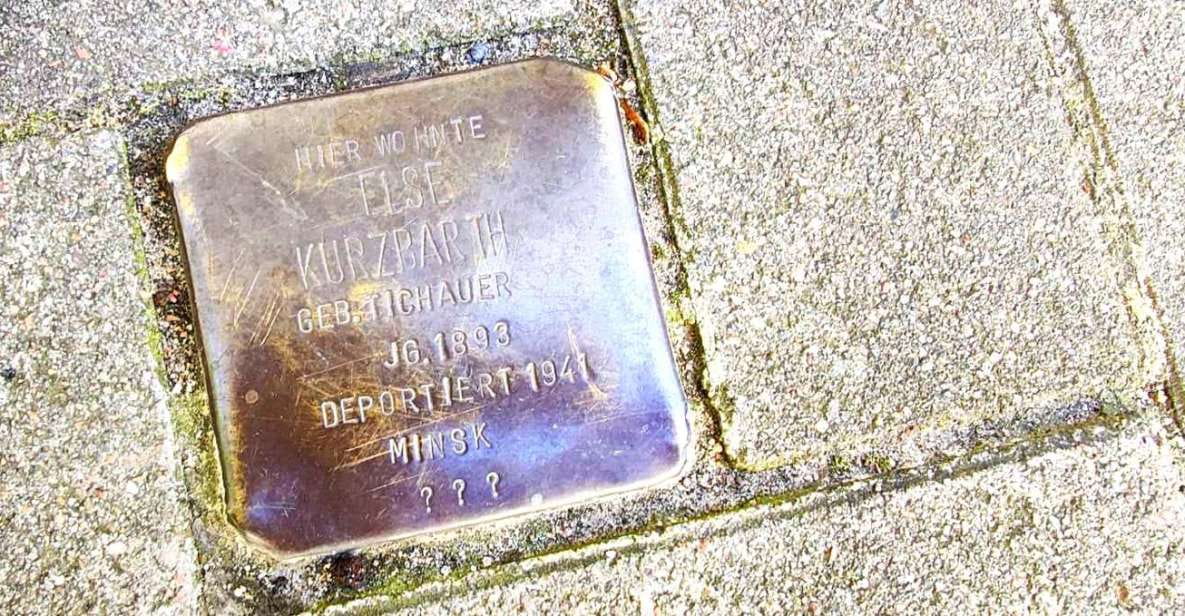 HIER WOHNTE
ELSE
KURZBARTH
GEB. TICHAUER
JG. 1893
DEPORTIERT 1941
MINSK
???